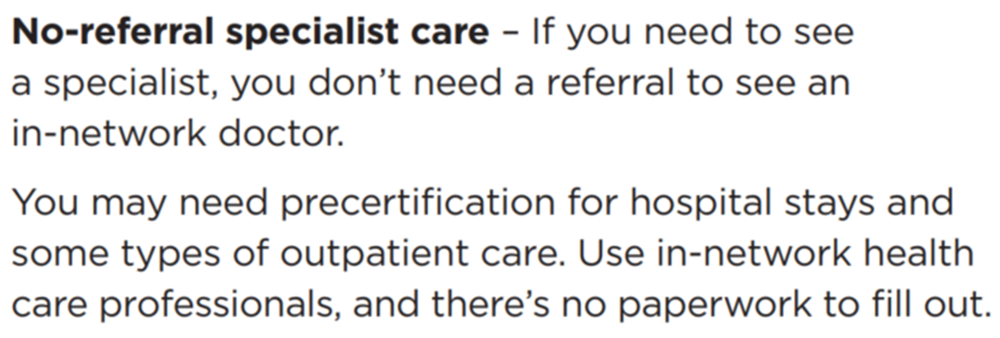 No-referral specialist care – If you need to see
a specialist, you don’t need a referral to see an
in-network doctor.
You may need precertification for hospital stays and
some types of outpatient care. Use in-network health
care professionals, and there’s no paperwork to fill out.